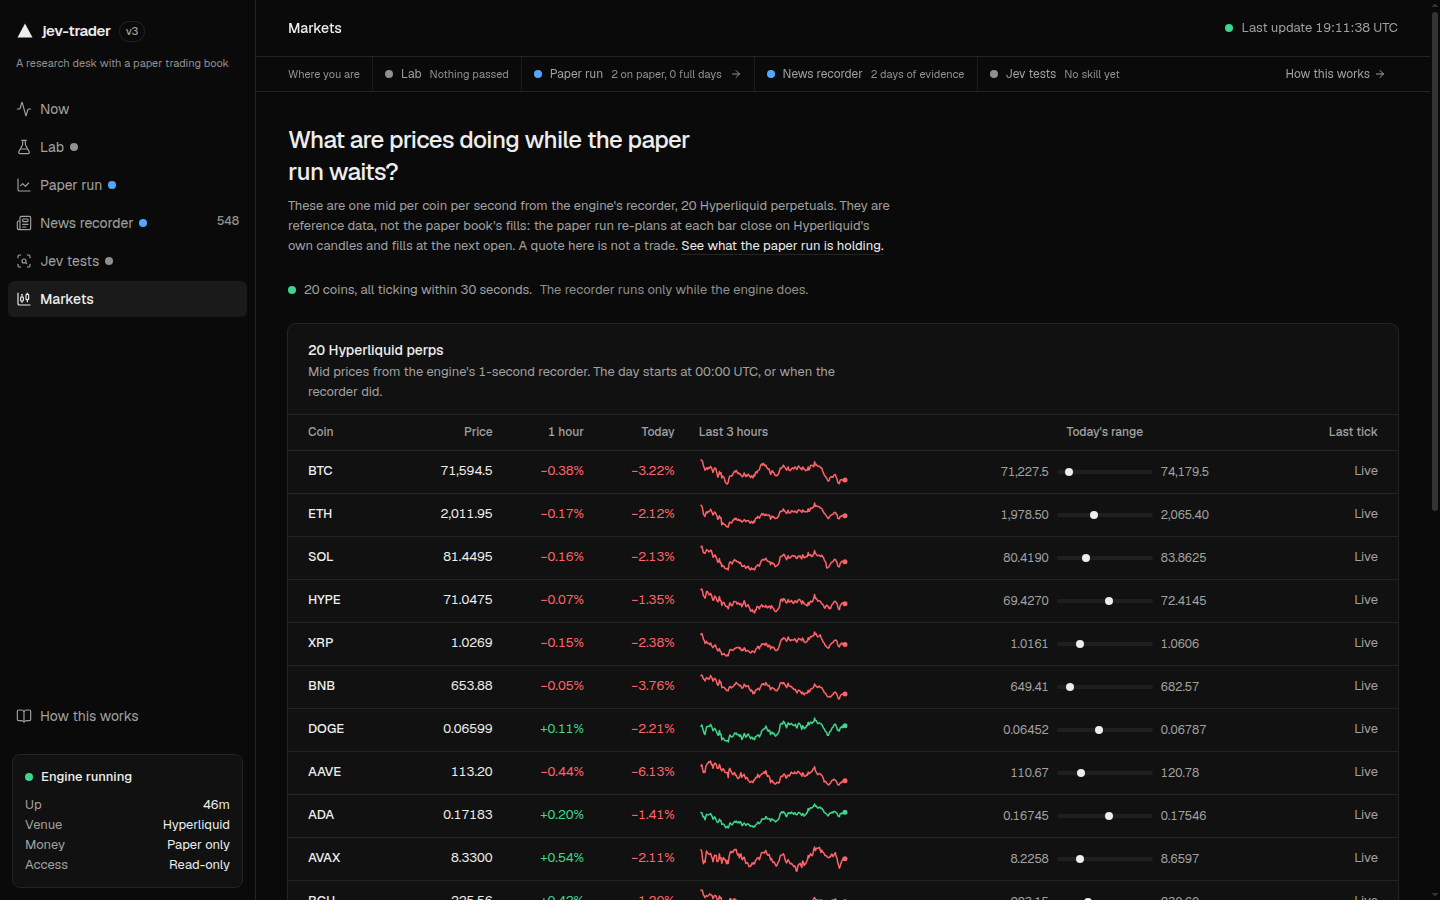 jev-trader v3
A research desk with a paper trading book
Now
Lab
Paper run
News recorder 548
Jev tests
Markets
How this works
Engine running
Up 46m
Venue Hyperliquid
Money Paper only
Access Read-only
Markets
Last update 19:11:38 UTC
Where you are Lab Nothing passed Paper run 2 on paper, 0 full days → News recorder 2 days of evidence Jev tests No skill yet How this works →
What are prices doing while the paper
run waits?
These are one mid per coin per second from the engine's recorder, 20 Hyperliquid perpetuals. They are
reference data, not the paper book's fills: the paper run re-plans at each bar close on Hyperliquid's
own candles and fills at the next open. A quote here is not a trade. See what the paper run is holding.
20 coins, all ticking within 30 seconds. The recorder runs only while the engine does.
20 Hyperliquid perps
Mid prices from the engine's 1-second recorder. The day starts at 00:00 UTC, or when the
recorder did.
Coin Price 1 hour Today Last 3 hours Today's range Last tick
BTC 71,594.5 −0.38% −3.22% 71,227.5 74,179.5 Live
ETH 2,011.95 −0.17% −2.12% 1,978.50 2,065.40 Live
SOL 81.4495 −0.16% −2.13% 80.4190 83.8625 Live
HYPE 71.0475 −0.07% −1.35% 69.4270 72.4145 Live
XRP 1.0269 −0.15% −2.38% 1.0161 1.0606 Live
BNB 653.88 −0.05% −3.76% 649.41 682.57 Live
DOGE 0.06599 +0.11% −2.21% 0.06452 0.06787 Live
AAVE 113.20 −0.44% −6.13% 110.67 120.78 Live
ADA 0.17183 +0.20% −1.41% 0.16745 0.17546 Live
AVAX 8.3300 +0.54% −2.11% 8.2258 8.6597 Live